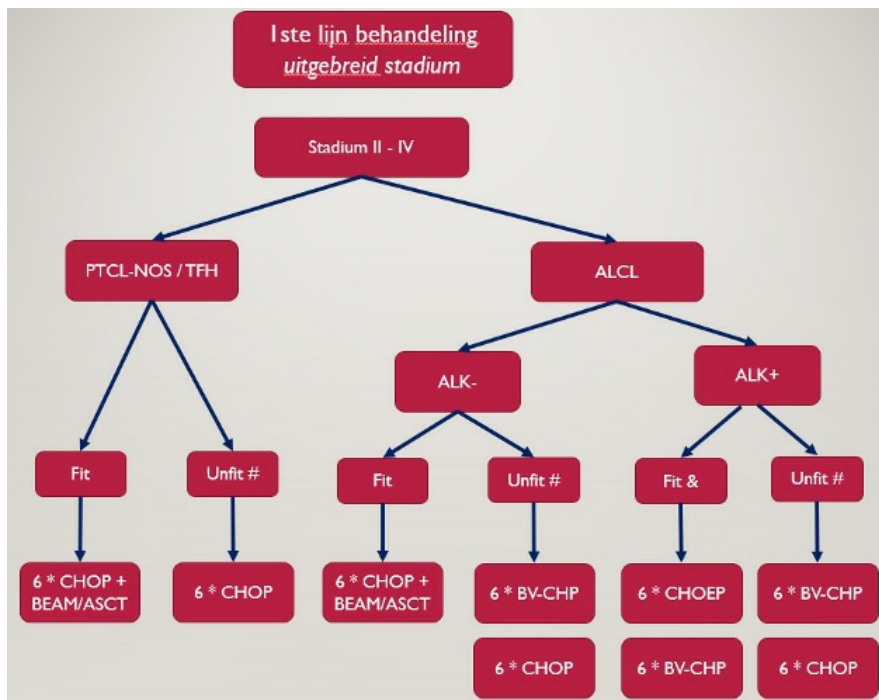 1ste lijn behandeling
uitgebreid stadium
Stadium II - IV
PTCL-NOS / TFH
ALCL
ALK-
ALK+
Fit
Unfit #
Fit
Unfit #
Fit &
Unfit #
6 * CHOP +
BEAM/ASCT
6 * CHOP
6 * CHOP +
BEAM/ASCT
6 * BV-CHP
6 * CHOEP
6 * BV-CHP
6 * CHOP
6 * BV-CHP
6 * CHOP